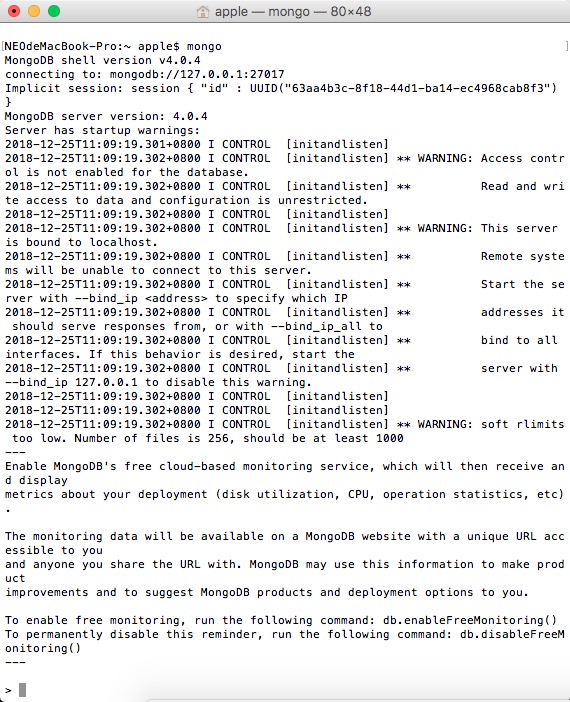 apple — mongo — 80×48
[NEOdeMacBook-Pro:~ apple$ mongo ]
MongoDB shell version v4.0.4
connecting to: mongodb://127.0.0.1:27017
Implicit session: session { "id" : UUID("63aa4b3c-8f18-44d1-ba14-ec4968cab8f3")
}
MongoDB server version: 4.0.4
Server has startup warnings:
2018-12-25T11:09:19.301+0800 I CONTROL  [initandlisten]
2018-12-25T11:09:19.302+0800 I CONTROL  [initandlisten] ** WARNING: Access contr
ol is not enabled for the database.
2018-12-25T11:09:19.302+0800 I CONTROL  [initandlisten] **          Read and wri
te access to data and configuration is unrestricted.
2018-12-25T11:09:19.302+0800 I CONTROL  [initandlisten]
2018-12-25T11:09:19.302+0800 I CONTROL  [initandlisten] ** WARNING: This server
is bound to localhost.
2018-12-25T11:09:19.302+0800 I CONTROL  [initandlisten] **          Remote syste
ms will be unable to connect to this server.
2018-12-25T11:09:19.302+0800 I CONTROL  [initandlisten] **          Start the se
rver with --bind_ip <address> to specify which IP
2018-12-25T11:09:19.302+0800 I CONTROL  [initandlisten] **          addresses it
 should serve responses from, or with --bind_ip_all to
2018-12-25T11:09:19.302+0800 I CONTROL  [initandlisten] **          bind to all
interfaces. If this behavior is desired, start the
2018-12-25T11:09:19.302+0800 I CONTROL  [initandlisten] **          server with
--bind_ip 127.0.0.1 to disable this warning.
2018-12-25T11:09:19.302+0800 I CONTROL  [initandlisten]
2018-12-25T11:09:19.302+0800 I CONTROL  [initandlisten]
2018-12-25T11:09:19.302+0800 I CONTROL  [initandlisten] ** WARNING: soft rlimits
 too low. Number of files is 256, should be at least 1000
---
Enable MongoDB's free cloud-based monitoring service, which will then receive an
d display
metrics about your deployment (disk utilization, CPU, operation statistics, etc)
.
The monitoring data will be available on a MongoDB website with a unique URL acc
essible to you
and anyone you share the URL with. MongoDB may use this information to make prod
uct
improvements and to suggest MongoDB products and deployment options to you.
To enable free monitoring, run the following command: db.enableFreeMonitoring()
To permanently disable this reminder, run the following command: db.disableFreeM
onitoring()
---
>